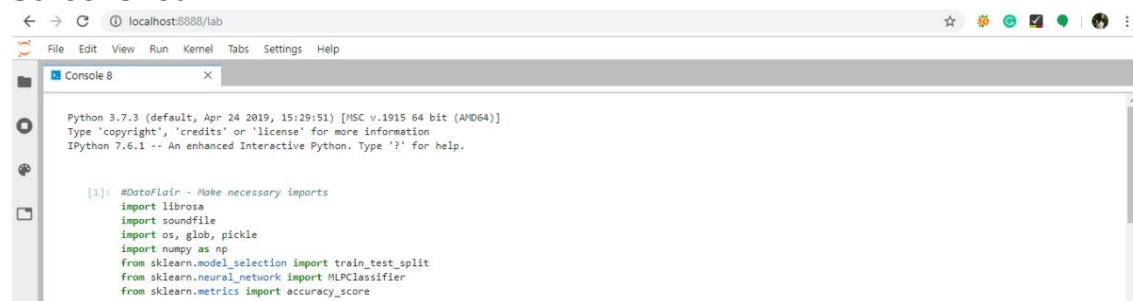 localhost:8888/lab
File Edit View Run Kernel Tabs Settings Help
Console 8
Python 3.7.3 (default, Apr 24 2019, 15:29:51) [MSC v.1915 64 bit (AMD64)]
Type 'copyright', 'credits' or 'license' for more information
IPython 7.6.1 -- An enhanced Interactive Python. Type '?' for help.
[1]: #DataFlair - Make necessary imports
import librosa
import soundfile
import os, glob, pickle
import numpy as np
from sklearn.model_selection import train_test_split
from sklearn.neural_network import MLPClassifier
from sklearn.metrics import accuracy_score